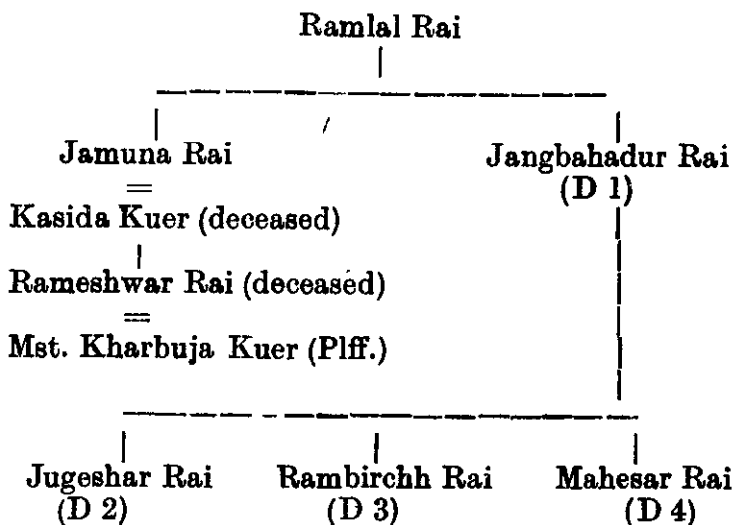 Ramlal Rai
Jamuna Rai Jangbahadur Rai
= (D 1)
Kasida Kuer (deceased)
Rameshwar Rai (deceased)
=
Mst. Kharbuja Kuer (Plff.)
Jugeshar Rai Rambirchh Rai Mahesar Rai
(D 2) (D 3) (D 4)